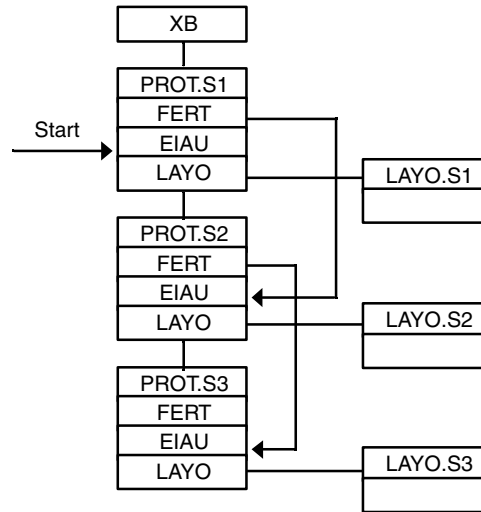 XB
PROT.S1
FERT
Start
EIAU
LAYO
LAYO.S1
PROT.S2
FERT
EIAU
LAYO
LAYO.S2
PROT.S3
FERT
EIAU
LAYO
LAYO.S3